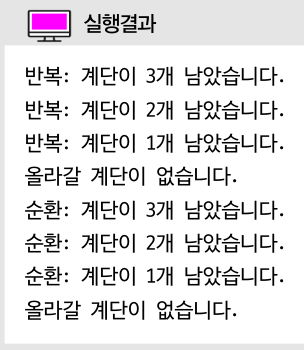 실행결과
반복: 계단이 3개 남았습니다.
반복: 계단이 2개 남았습니다.
반복: 계단이 1개 남았습니다.
올라갈 계단이 없습니다.
순환: 계단이 3개 남았습니다.
순환: 계단이 2개 남았습니다.
순환: 계단이 1개 남았습니다.
올라갈 계단이 없습니다.